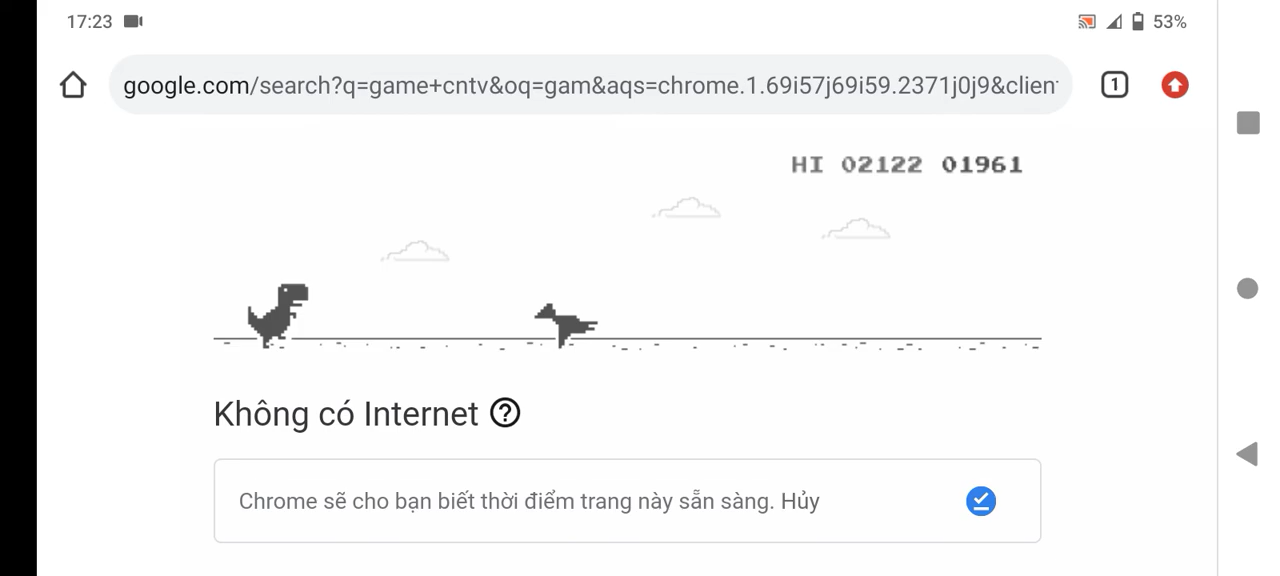 17:23
53%
google.com/search?q=game+cntv&oq=gam&aqs=chrome.1.69i57j69i59.2371j0j9&clien
1
HI 02122 01961
Không có Internet
Chrome sẽ cho bạn biết thời điểm trang này sẵn sàng. Hủy